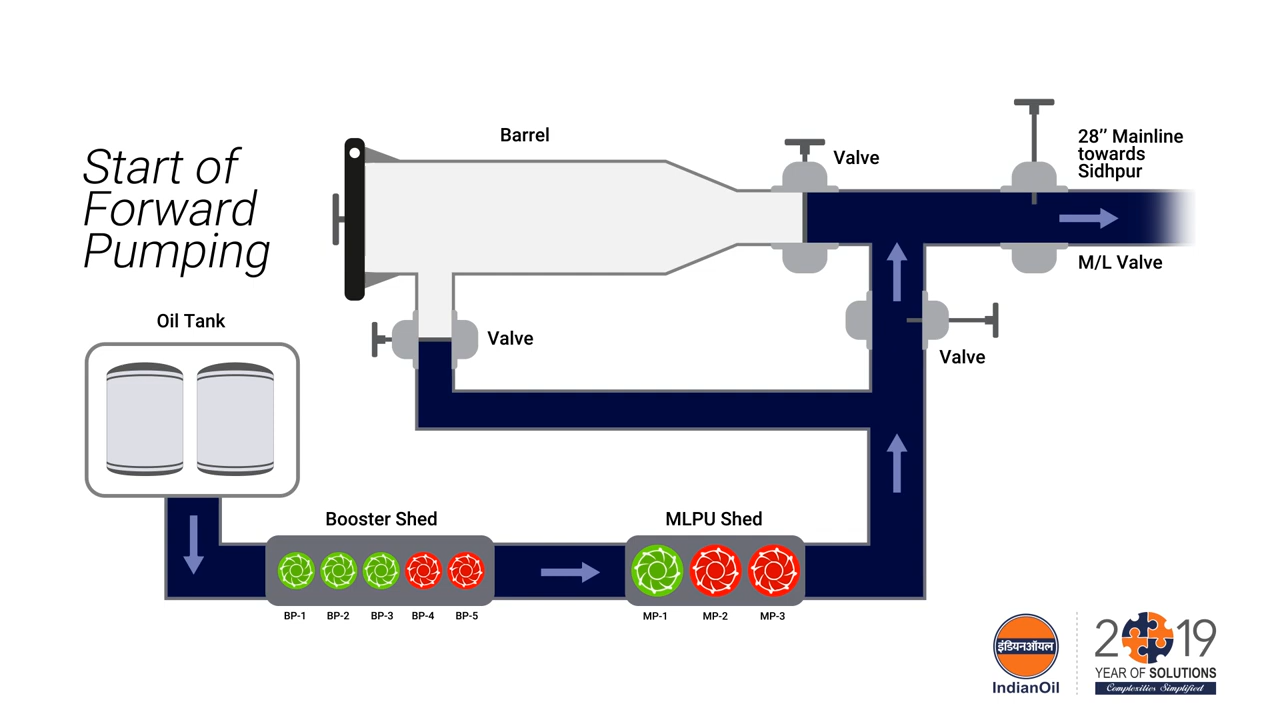 Start of
Forward
Pumping
Barrel
Valve
28’’ Mainline
towards
Sidhpur
M/L Valve
Valve
Valve
Oil Tank
Booster Shed
BP-1 BP-2 BP-3 BP-4 BP-5
MLPU Shed
MP-1 MP-2 MP-3
इंडियनऑयल
IndianOil
2019
YEAR OF SOLUTIONS
Complexities Simplified